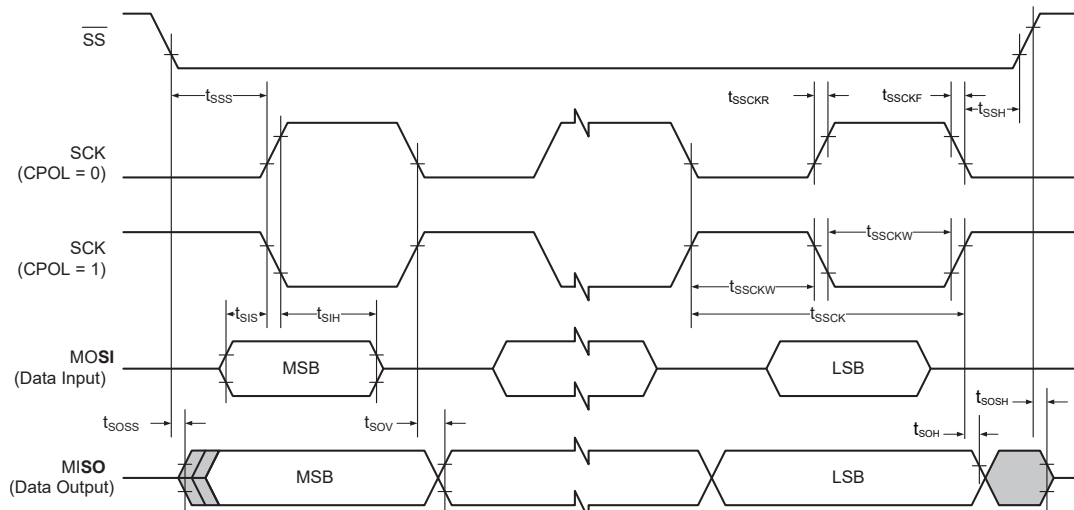 SS
tSSS
tSSCKR
tSSCKF
tSSH
SCK
(CPOL = 0)
SCK
(CPOL = 1)
tSSCKW
tSSCKW
tSSCK
tSIS
tSIH
MOSI
(Data Input)
MSB
LSB
tSOSS
tSOV
tSOH
tSOSH
MISO
(Data Output)
MSB
LSB